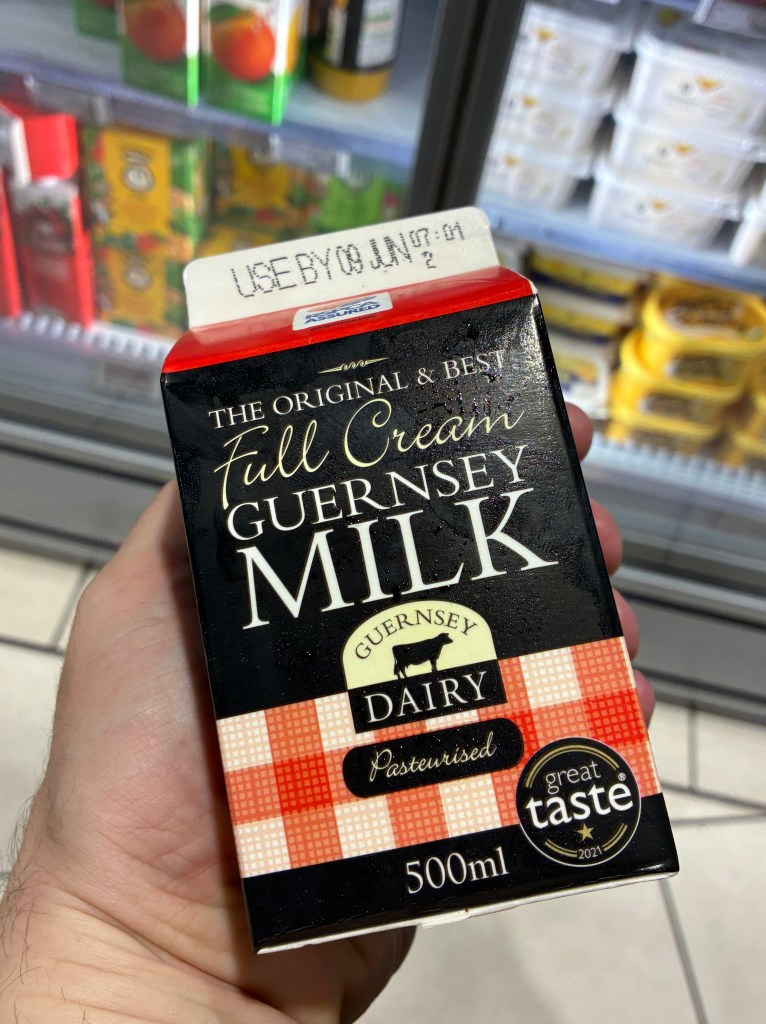 USE BY 09 JUN 07:01
2
ASSURED
THE ORIGINAL & BEST
Full Cream
GUERNSEY
MILK
GUERNSEY
DAIRY
Pasteurised
great
taste®
2021
500ml